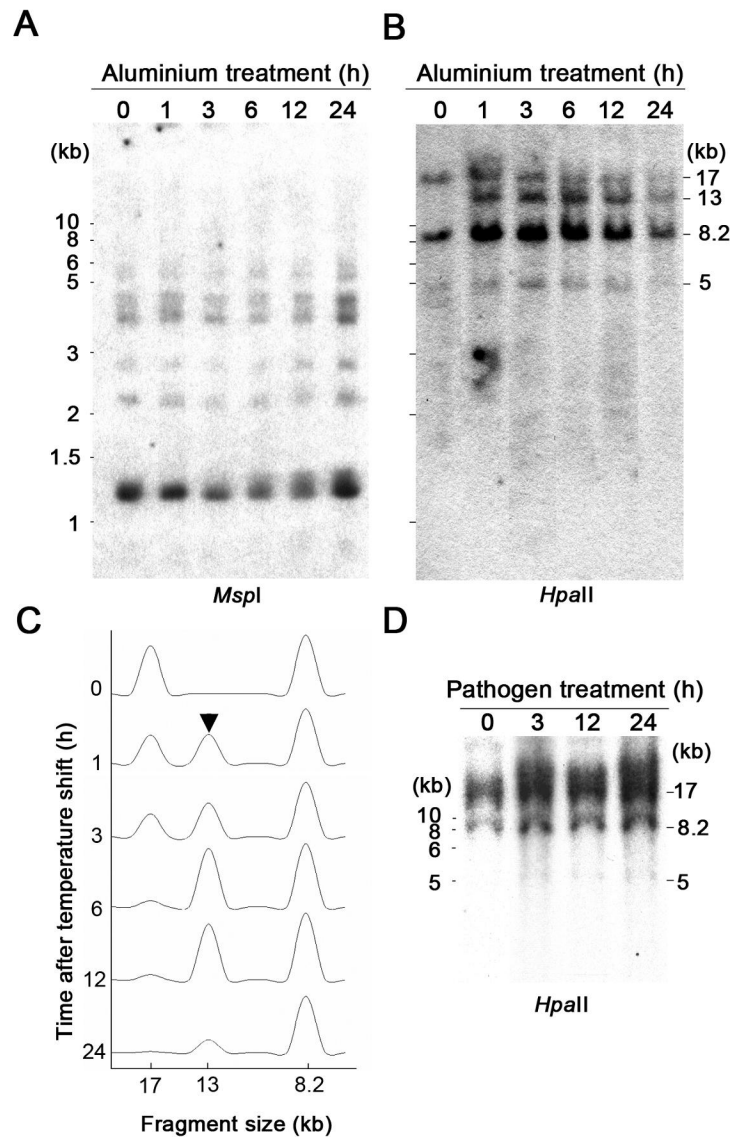 A
Aluminium treatment (h)
0 1 3 6 12 24
(kb)
10
8
6
5
3
2
1.5
1
MspI
B
Aluminium treatment (h)
0 1 3 6 12 24
(kb)
17
13
8.2
5
HpaII
C
Time after temperature shift (h)
0
1
3
6
12
24
17 13 8.2
Fragment size (kb)
D
Pathogen treatment (h)
0 3 12 24
(kb)
(kb)
10
8
6
5
17
8.2
5
HpaII